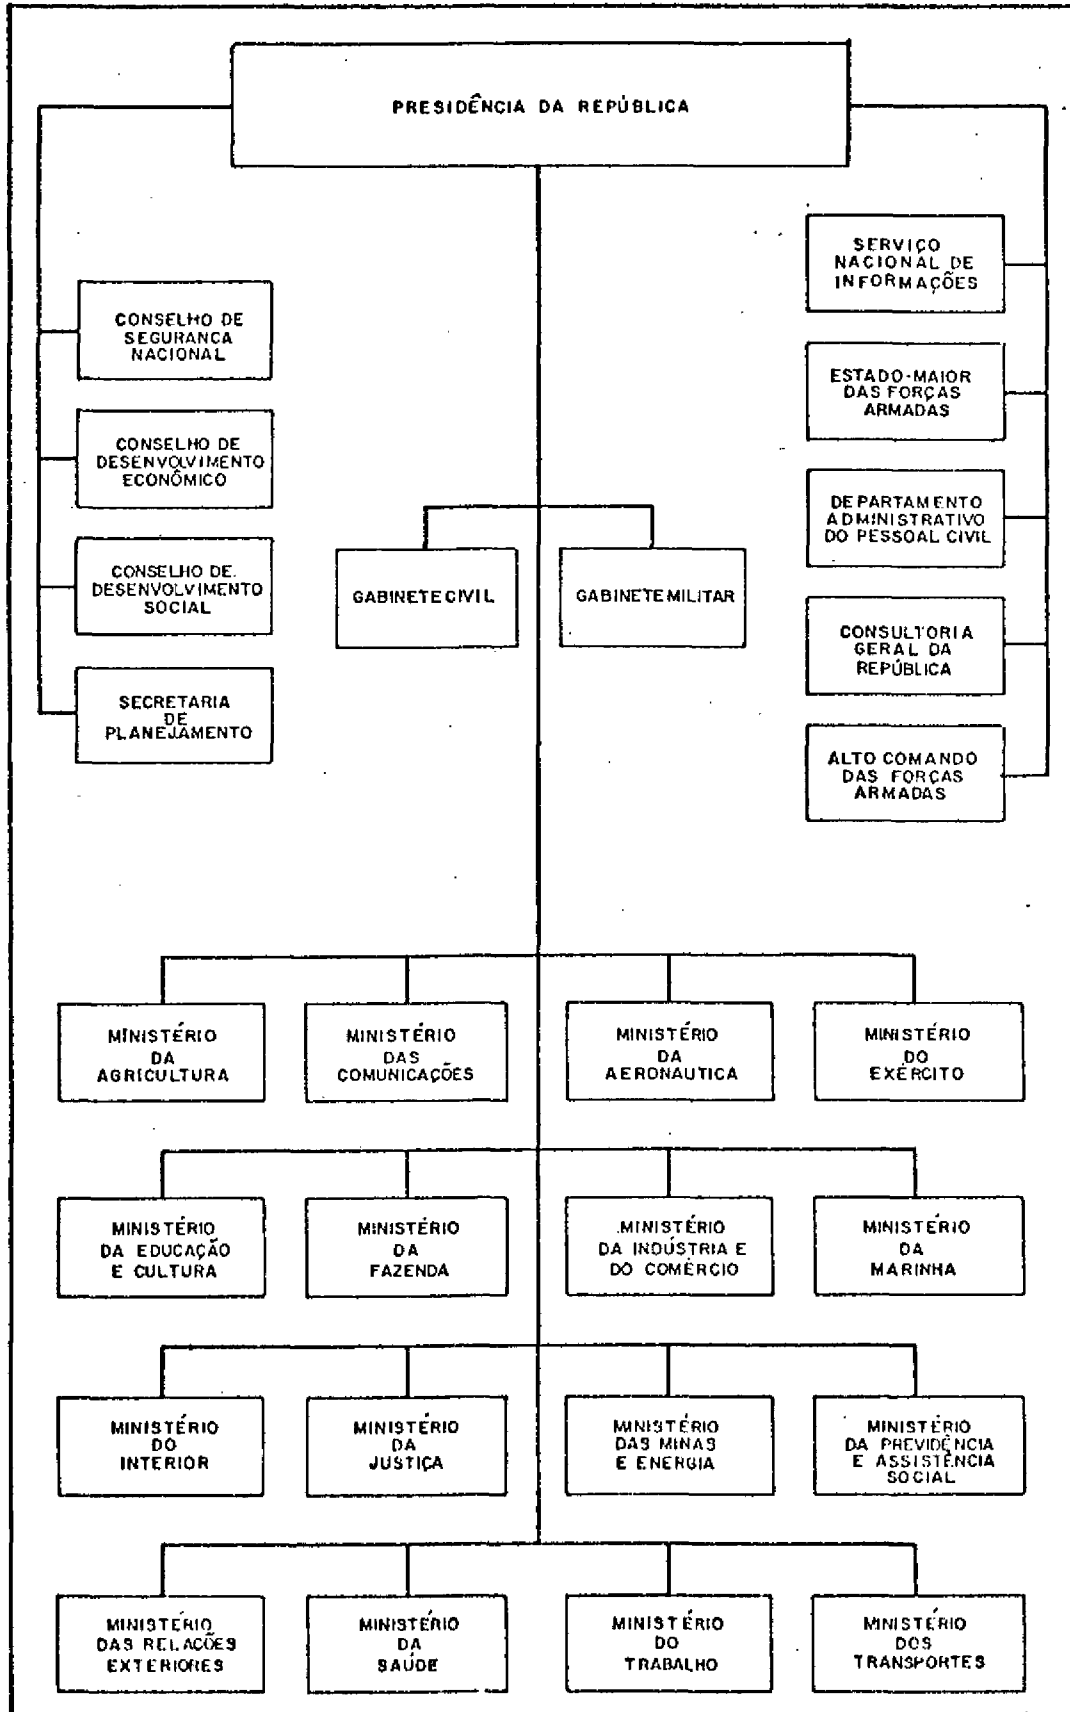 PRESIDÊNCIA DA REPÚBLICA
SERVIÇO
NACIONAL DE
INFORMAÇÕES
CONSELHO DE
SEGURANCA
NACIONAL
ESTADO-MAIOR
DAS FORÇAS
ARMADAS
CONSELHO DE
DESENVOLVIMENTO
ECONÔMICO
DEPARTAMENTO
ADMINISTRATIVO
DO PESSOAL CIVIL
CONSELHO DE.
DESENVOLVIMENTO
SOCIAL
GABINETE CIVIL
GABINETE MILITAR
CONSULTORIA
GERAL DA
REPÚBLICA
SECRETARIA
DE
PLANEJAMENTO
ALTO COMANDO
DAS FORÇAS
ARMADAS
MINISTÉRIO
DA
AGRICULTURA
MINISTÉRIO
DAS
COMUNICAÇÕES
MINISTÉRIO
DA
AERONAUTICA
MINISTÉRIO
DO
EXÉRCITO
MINISTÉRIO
DA EDUCAÇÃO
E CULTURA
MINISTÉRIO
DA
FAZENDA
MINISTÉRIO
DA INDÚSTRIA E
DO COMÉRCIO
MINISTÉRIO
DA
MARINHA
MINISTÉRIO
DO
INTERIOR
MINISTÉRIO
DA
JUSTIÇA
MINISTÉRIO
DAS MINAS
E ENERGIA
MINISTÉRIO
DA PREVIDÊNCIA
E ASSISTÊNCIA
SOCIAL
MINISTÉRIO
DAS RELAÇÕES
EXTERIORES
MINISTÉRIO
DA
SAÚDE
MINISTÉRIO
DO
TRABALHO
MINISTÉRIO
DOS
TRANSPORTES